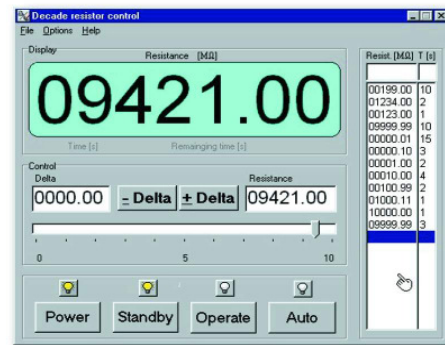 Decade resistor control
File Options Help
Display
Resistance [MΩ]
09421.00
Time [s] Remainging time [s]
Control
Delta Resistance
0000.00 - Delta + Delta 09421.00
0 5 10
Power Standby Operate Auto
Resist. [MΩ] T [s]
00199.00 10
01234.00 2
00123.00 1
09999.99 10
00000.01 15
00000.10 3
00001.00 2
00010.00 4
00100.99 2
01000.11 1
10000.00 1
09999.99 3